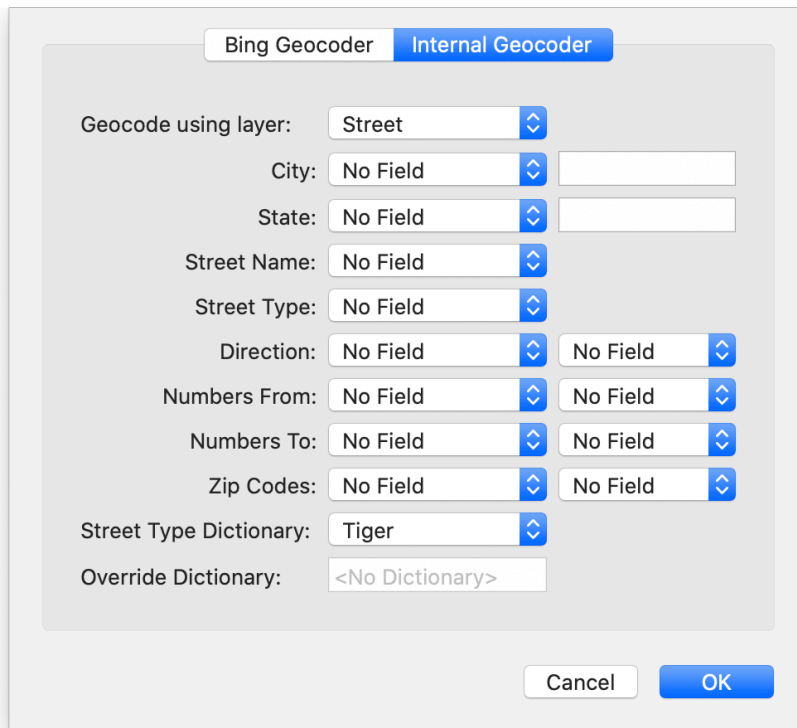 Bing Geocoder Internal Geocoder
Geocode using layer: Street
City: No Field
State: No Field
Street Name: No Field
Street Type: No Field
Direction: No Field No Field
Numbers From: No Field No Field
Numbers To: No Field No Field
Zip Codes: No Field No Field
Street Type Dictionary: Tiger
Override Dictionary: <No Dictionary>
Cancel OK